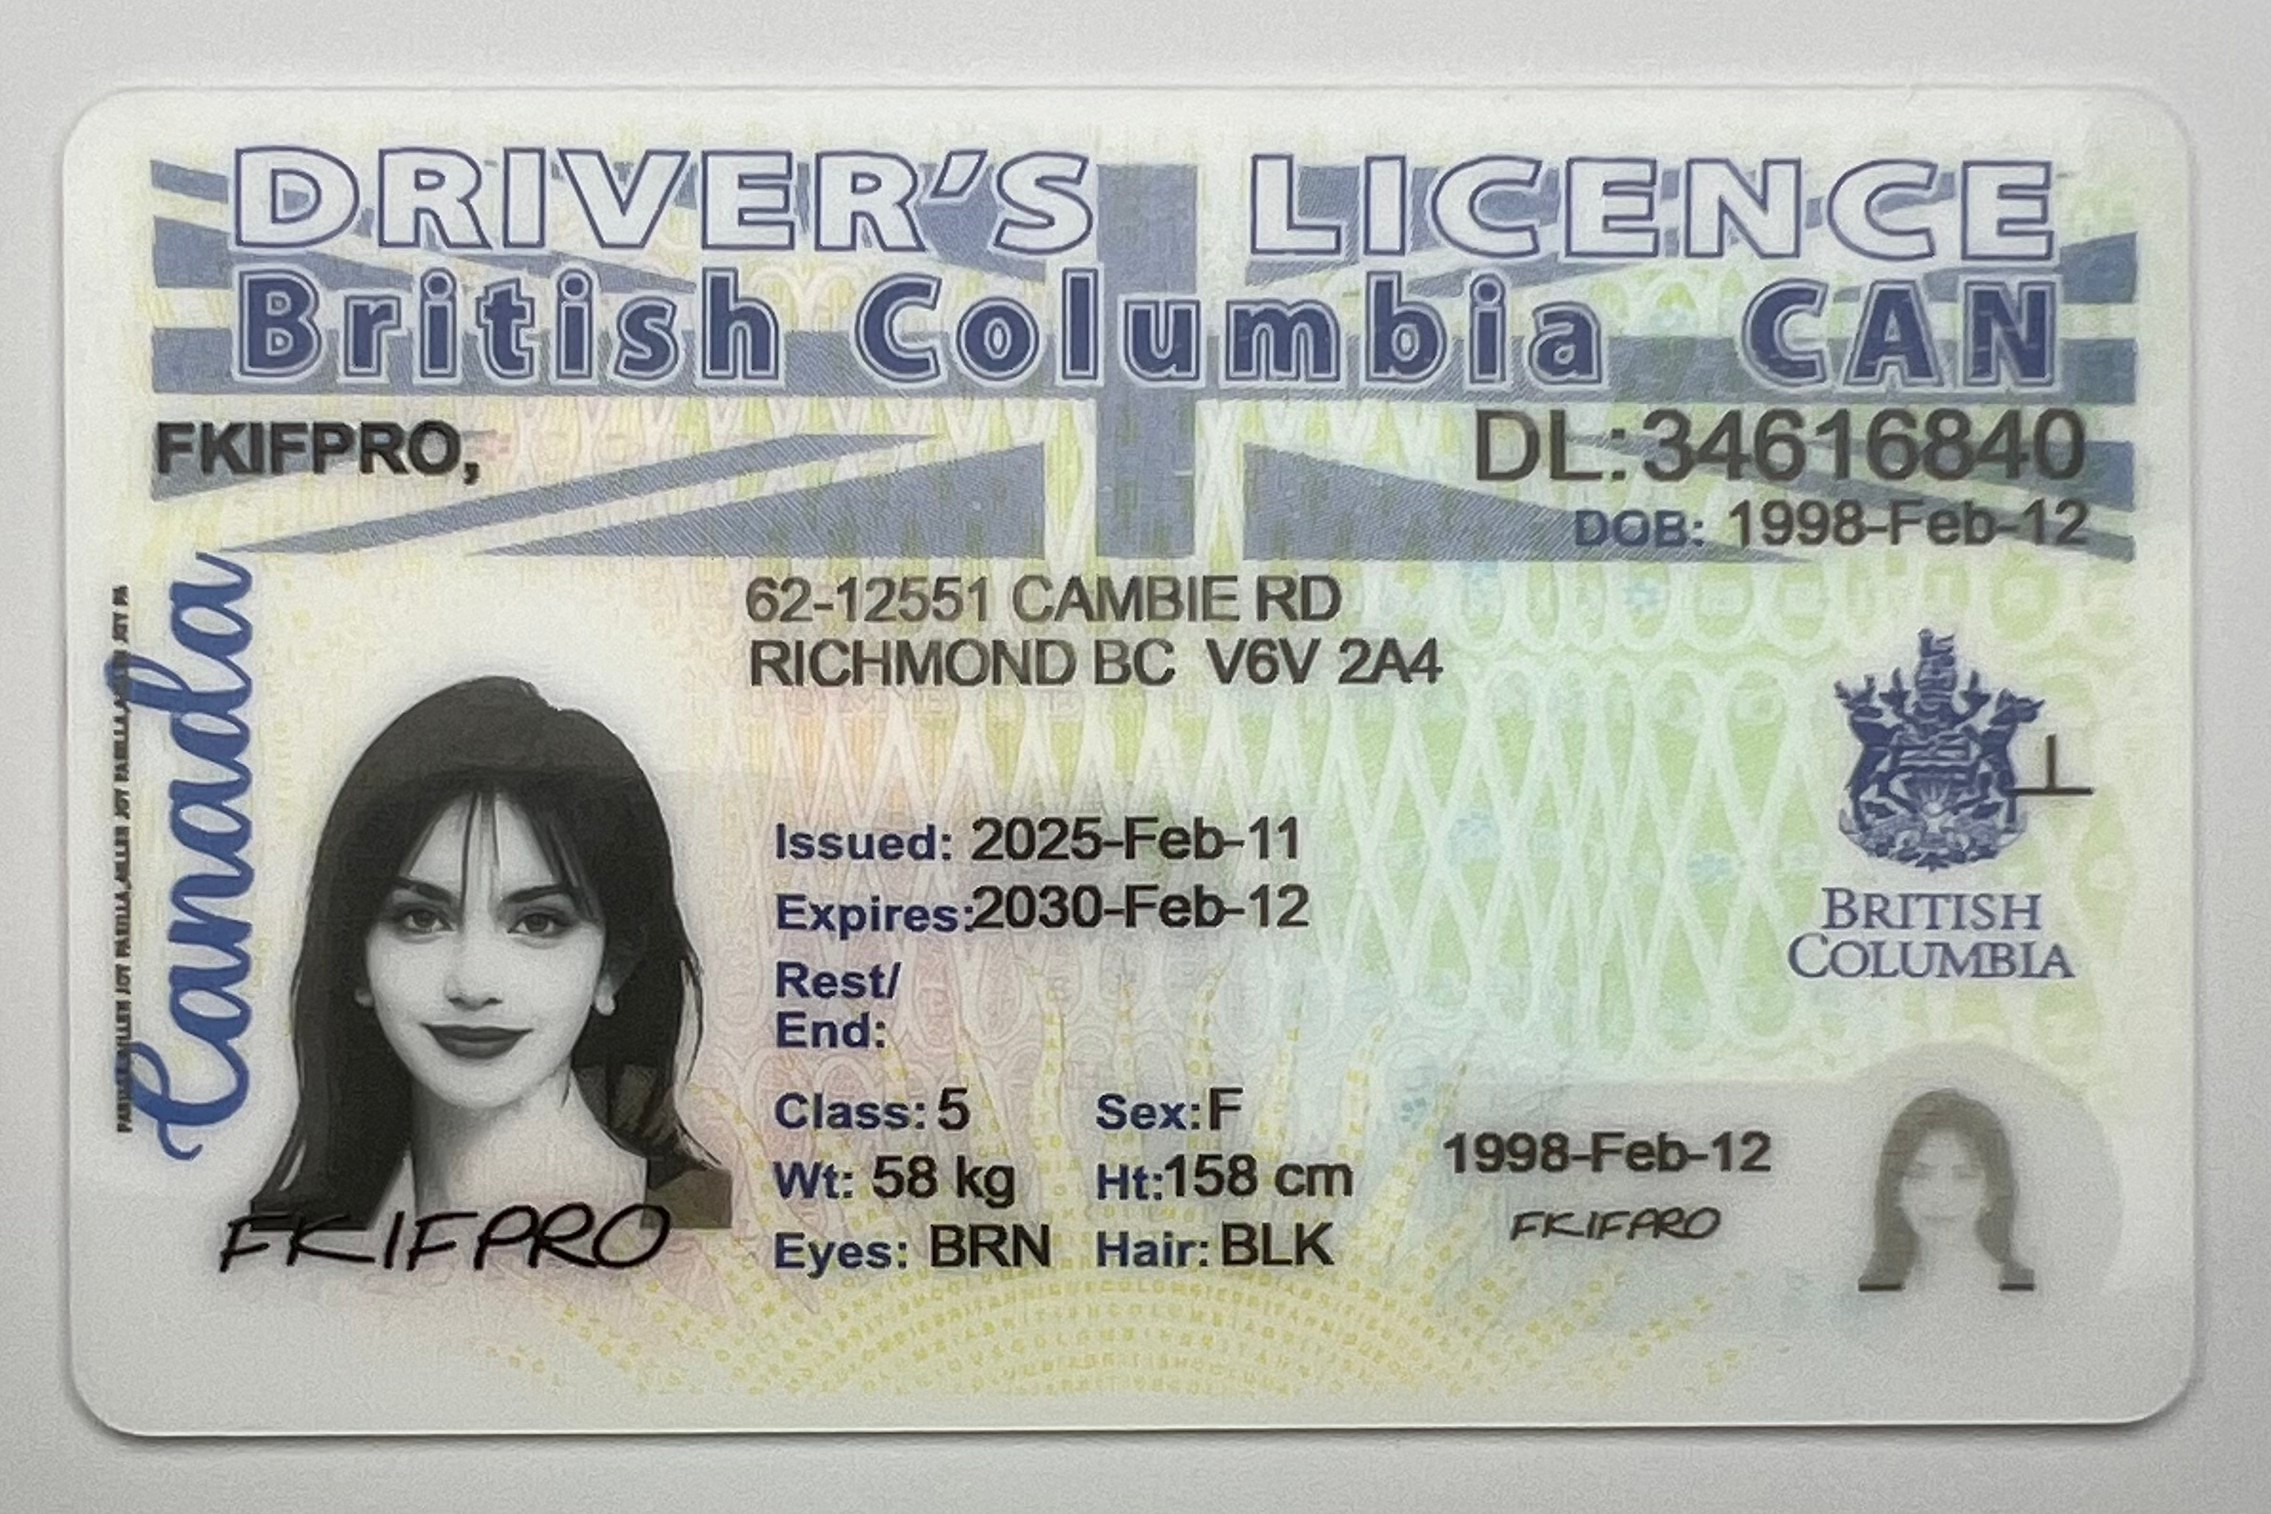 DRIVER'S LICENCE
British Columbia CAN
FKIFPRO,
DL:34616840
DOB: 1998-Feb-12
62-12551 CAMBIE RD
RICHMOND BC V6V 2A4
Canada
Issued: 2025-Feb-11
Expires:2030-Feb-12
Rest/
End:
Class: 5 Sex:F
Wt: 58 kg Ht:158 cm
Eyes: BRN Hair: BLK
FKIFPRO
BRITISH
COLUMBIA
1998-Feb-12
FKIFPRO